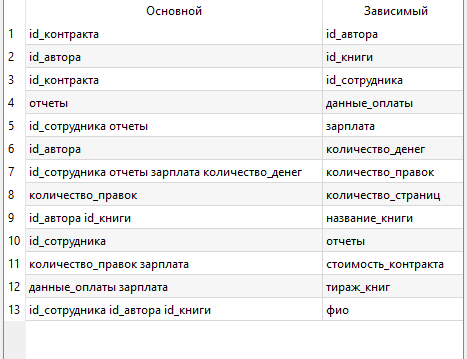 Основной Зависимый
1 id_контракта id_автора
2 id_автора id_книги
3 id_контракта id_сотрудника
4 отчеты данные_оплаты
5 id_сотрудника отчеты зарплата
6 id_автора количество_денег
7 id_сотрудника отчеты зарплата количество_денег количество_правок
8 количество_правок количество_страниц
9 id_автора id_книги название_книги
10 id_сотрудника отчеты
11 количество_правок зарплата стоимость_контракта
12 данные_оплаты зарплата тираж_книг
13 id_сотрудника id_автора id_книги фио